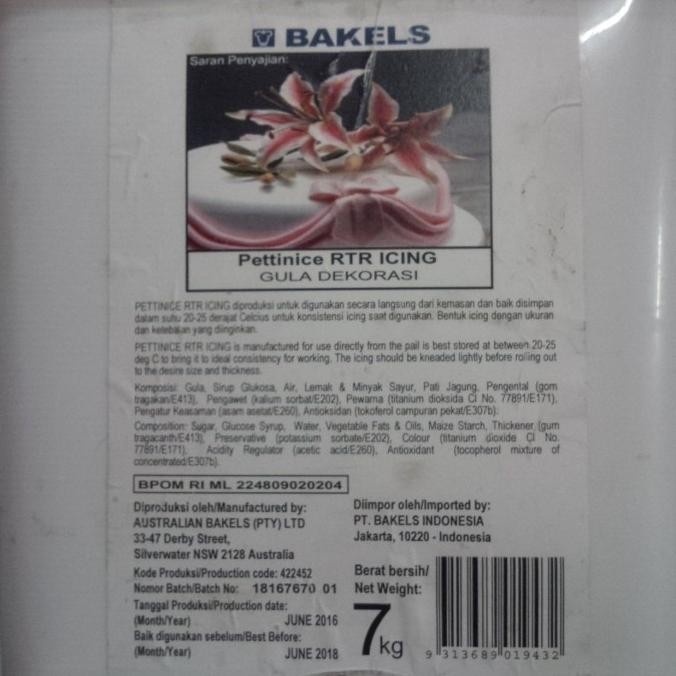 BAKELS
Saran Penyajian:
Pettinice RTR ICING
GULA DEKORASI
PETTINICE RTR ICING diproduksi untuk digunakan secara langsung dari kemasan dan baik disimpan
dalam suhu 20-25 derajat Celcius untuk konsistensi icing saat digunakan. Bentuk icing dengan ukuran
dan ketebalan yang diinginkan.
PETTINICE RTR ICING is manufactured for use directly from the pail is best stored at between 20-25
deg C to bring it to ideal consistency for working. The icing should be kneaded lightly before rolling out
to the desire size and thickness.
Komposisi: Gula, Sirup Glukosa, Air, Lemak & Minyak Sayur, Pati Jagung, Pengental (gom
tragakan/E413), Pengawet (kalium sorbat/E202), Pewarna (titanium dioksida CI No. 77891/E171),
Pengatur Keasaman (asam asetat/E260), Antioksidan (tokoferol campuran pekat/E307b).
Composition: Sugar, Glucose Syrup, Water, Vegetable Fats & Oils, Maize Starch, Thickener (gum
tragacanth/E413), Preservative (potassium sorbate/E202), Colour (titanium dioxide CI No.
77891/E171), Acidity Regulator (acetic acid/E260), Antioxidant (tocopherol mixture of
concentrated/E307b).
BPOM RI ML 224809020204
Diproduksi oleh/Manufactured by:
AUSTRALIAN BAKELS (PTY) LTD
33-47 Derby Street,
Silverwater NSW 2128 Australia
Diimpor oleh/Imported by:
PT. BAKELS INDONESIA
Jakarta, 10220 - Indonesia
Kode Produksi/Production code: 422452
Nomor Batch/Batch No: 18167670 01
Tanggal Produksi/Production date:
(Month/Year) JUNE 2016
Baik digunakan sebelum/Best Before:
(Month/Year) JUNE 2018
Berat bersih/
Net Weight:
7kg
9 313689 019432